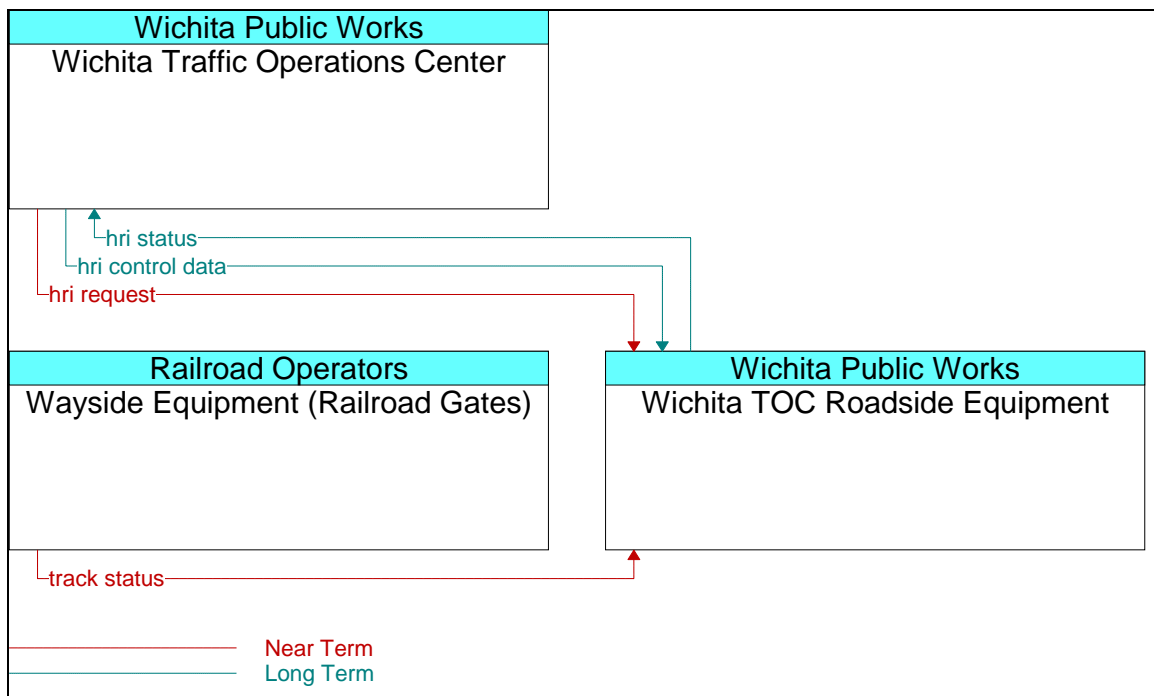 Wichita Public Works
Wichita Traffic Operations Center
hri status
hri control data
hri request
Railroad Operators
Wayside Equipment (Railroad Gates)
Wichita Public Works
Wichita TOC Roadside Equipment
track status
Near Term
Long Term